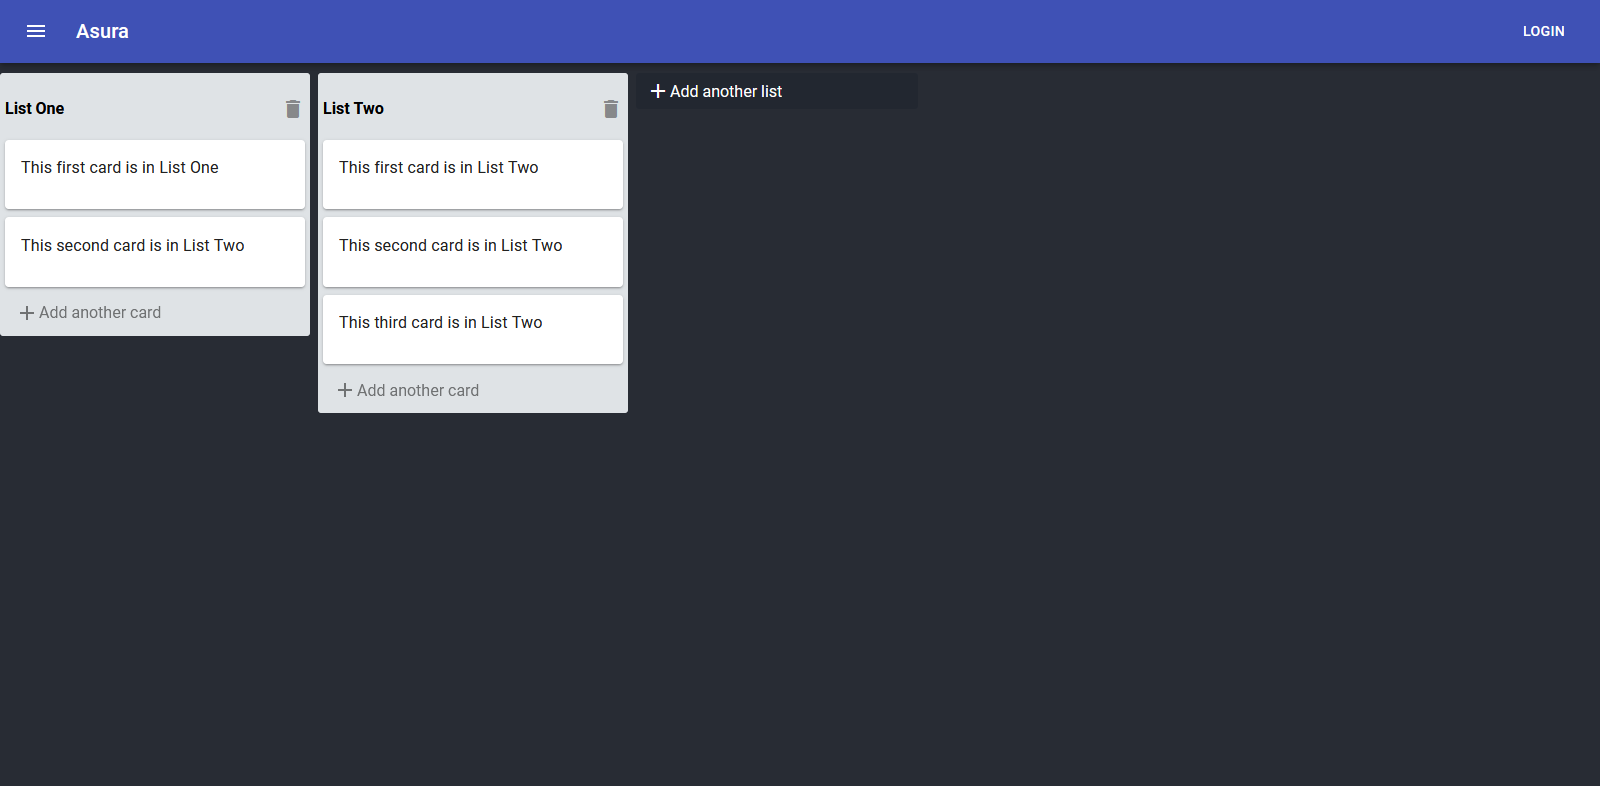 Asura
LOGIN
List One
This first card is in List One
This second card is in List Two
Add another card
List Two
This first card is in List Two
This second card is in List Two
This third card is in List Two
Add another card
Add another list